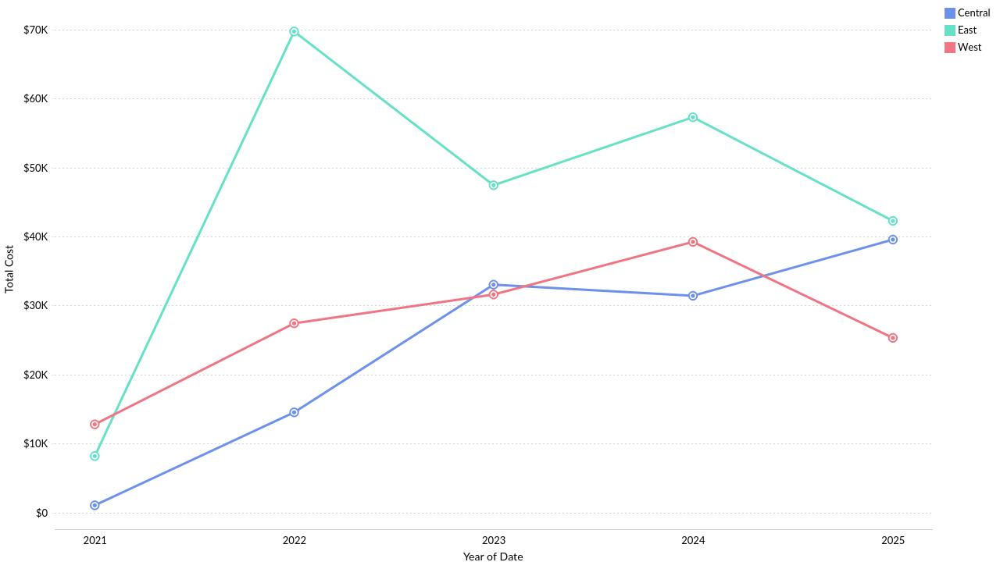 Central
East
West
$70K
$60K
$50K
$40K
$30K
$20K
$10K
$0
Total Cost
2021
2022
2023
2024
2025
Year of Date